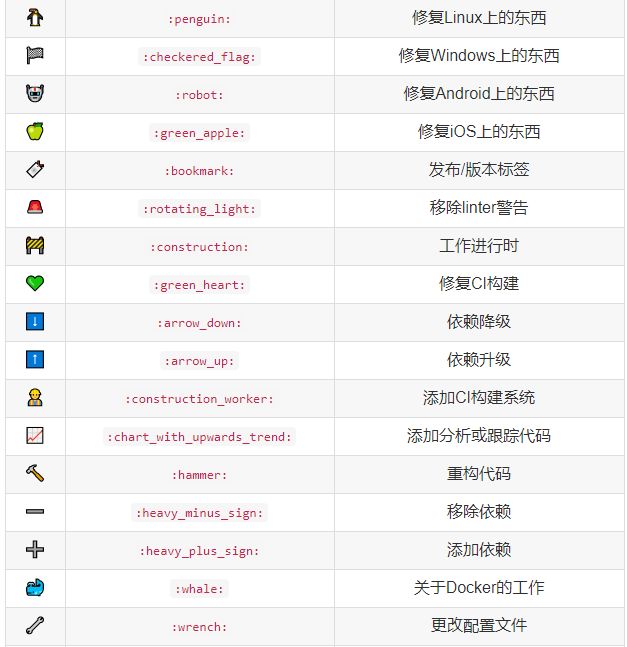 :penguin: 修复Linux上的东西
:checkered_flag: 修复Windows上的东西
:robot: 修复Android上的东西
:green_apple: 修复iOS上的东西
:bookmark: 发布/版本标签
:rotating_light: 移除linter警告
:construction: 工作进行时
:green_heart: 修复CI构建
:arrow_down: 依赖降级
:arrow_up: 依赖升级
:construction_worker: 添加CI构建系统
:chart_with_upwards_trend: 添加分析或跟踪代码
:hammer: 重构代码
:heavy_minus_sign: 移除依赖
:heavy_plus_sign: 添加依赖
:whale: 关于Docker的工作
:wrench: 更改配置文件